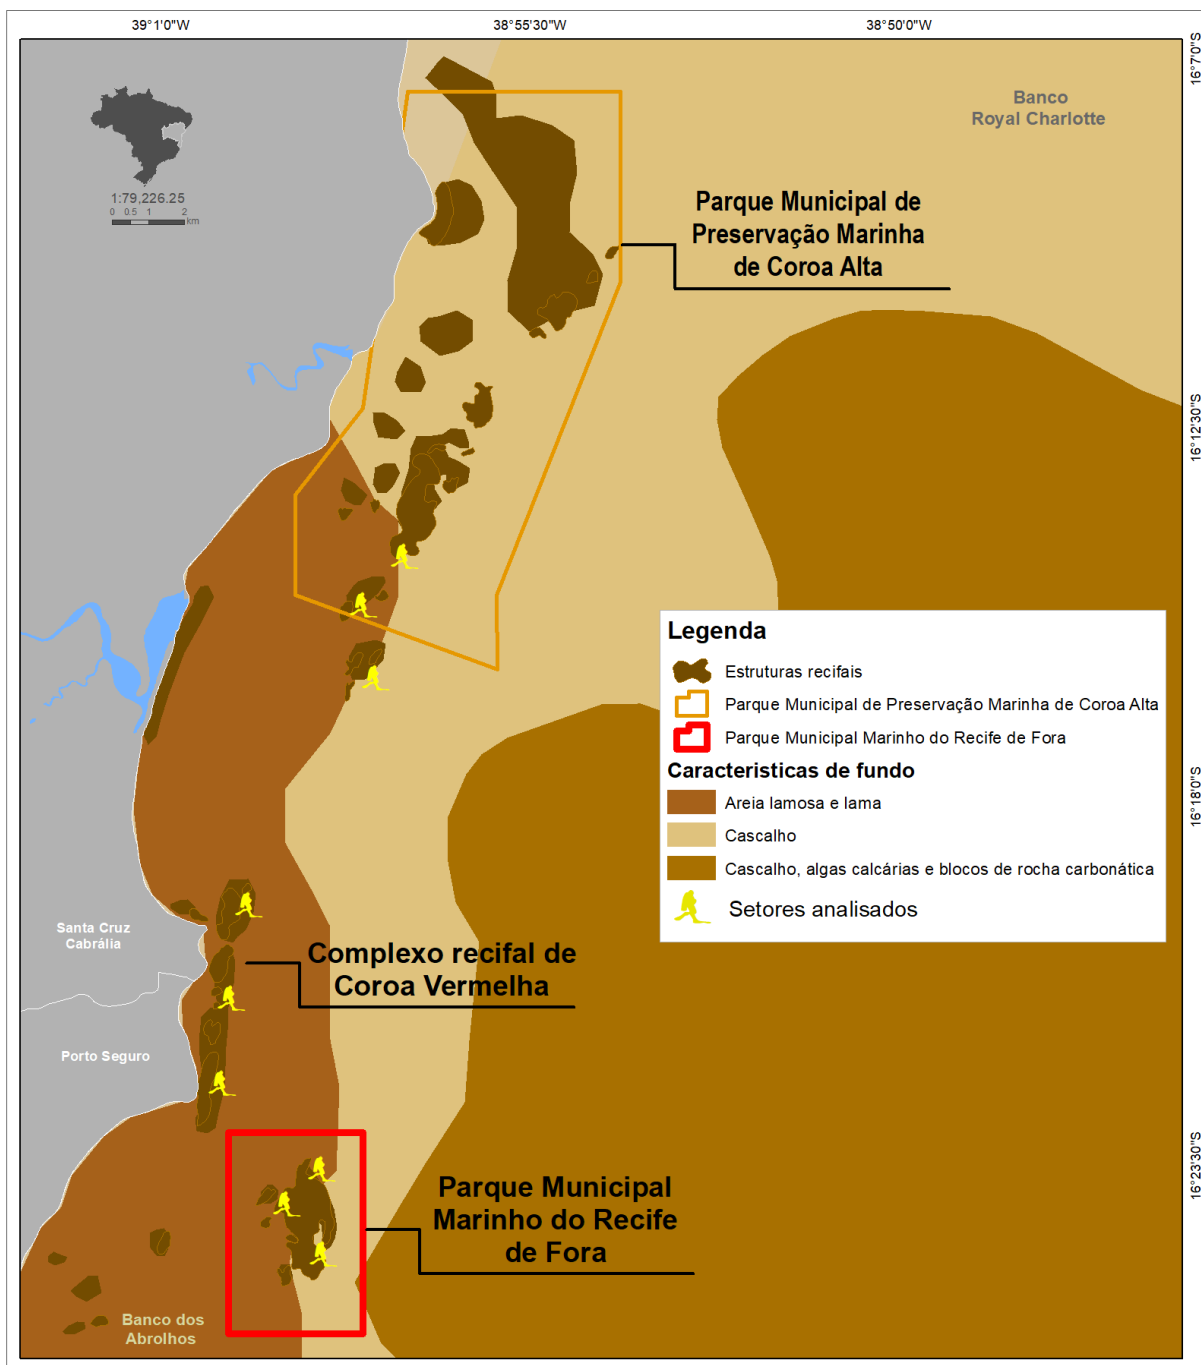 39°1'0"W
38°55'30"W
38°50'0"W
16°7'0"S
Banco
Royal Charlotte
1:79,226.25
0 0.5 1 2
km
Parque Municipal de
Preservação Marinha
de Coroa Alta
16°12'30"S
Legenda
Estruturas recifais
Parque Municipal de Preservação Marinha de Coroa Alta
Parque Municipal Marinho do Recife de Fora
Caracteristicas de fundo
Areia lamosa e lama
Cascalho
Cascalho, algas calcárias e blocos de rocha carbonática
Setores analisados
16°18'0"S
Santa Cruz
Cabrália
Complexo recifal de
Coroa Vermelha
Porto Seguro
16°23'30"S
Parque Municipal
Marinho do Recife
de Fora
Banco dos
Abrolhos